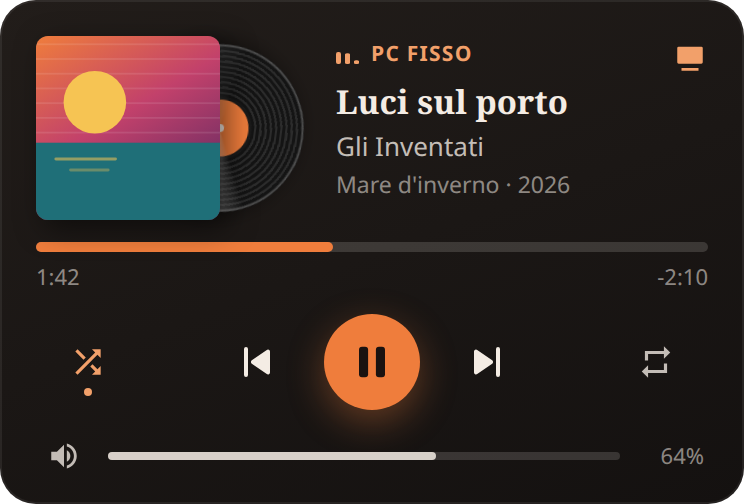 PC FISSO
Luci sul porto
Gli Inventati
Mare d'inverno · 2026
1:42
-2:10
64%